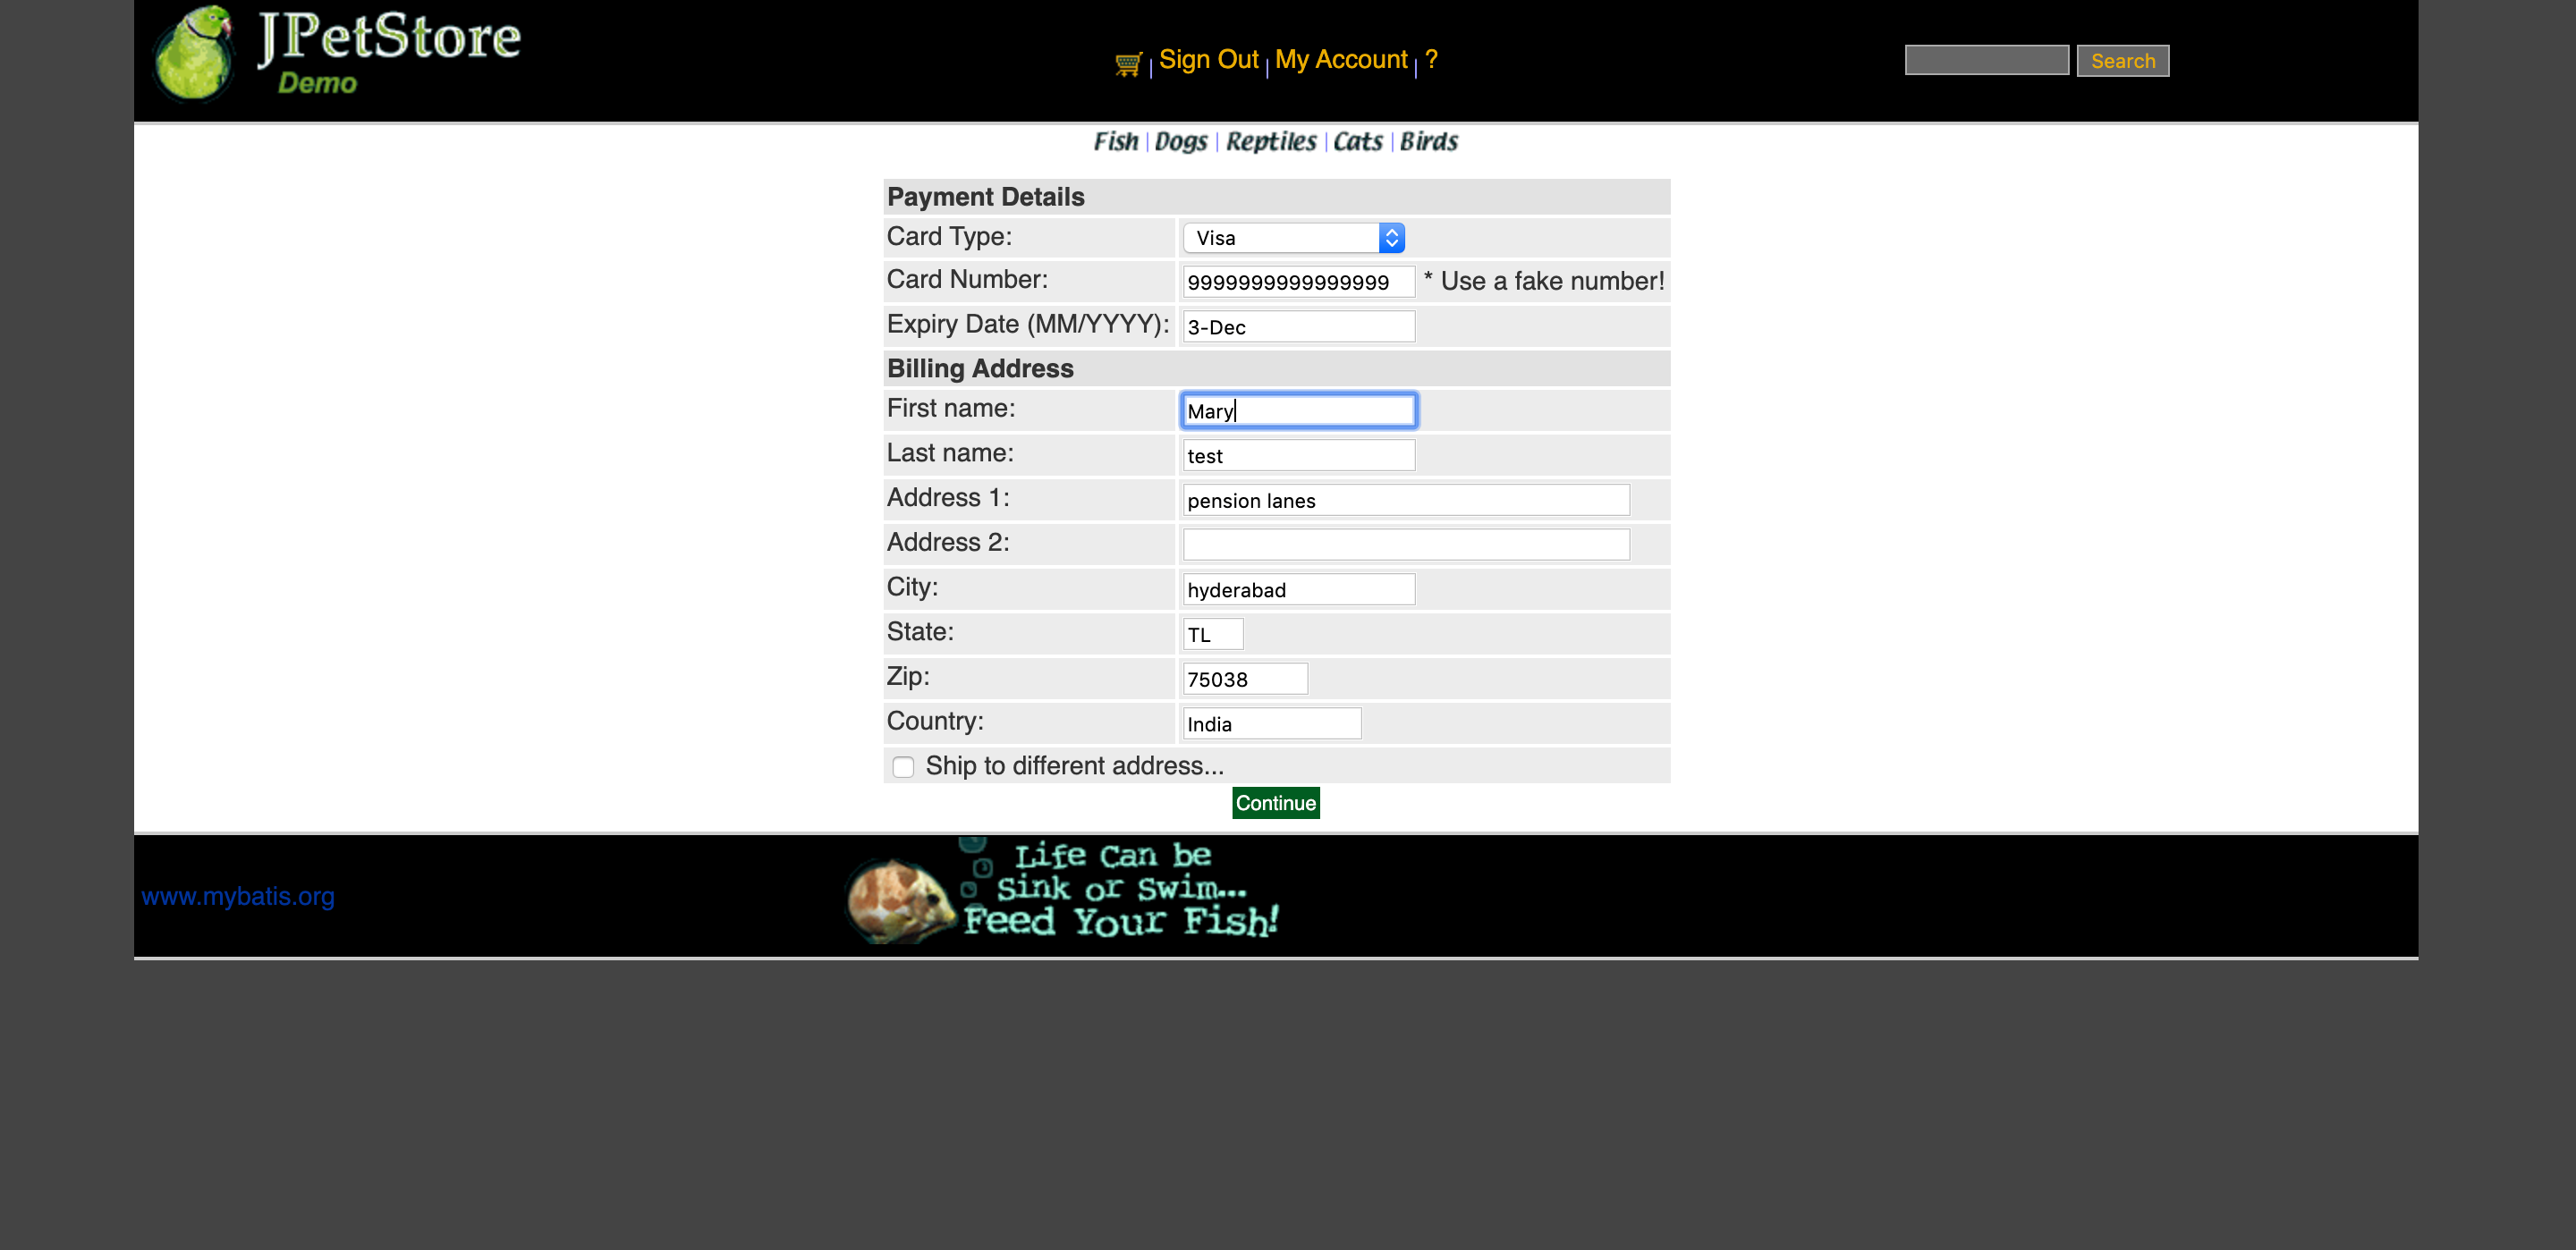 JPetStore
Demo
Sign Out | My Account | ?
Search
Fish | Dogs | Reptiles | Cats | Birds
Payment Details
Card Type: Visa
Card Number: 9999999999999999 * Use a fake number!
Expiry Date (MM/YYYY): 3-Dec
Billing Address
First name: Mary
Last name: test
Address 1: pension lanes
Address 2:
City: hyderabad
State: TL
Zip: 75038
Country: India
Ship to different address...
Continue
www.mybatis.org
Life Can be
Sink or Swim...
Feed Your Fish!